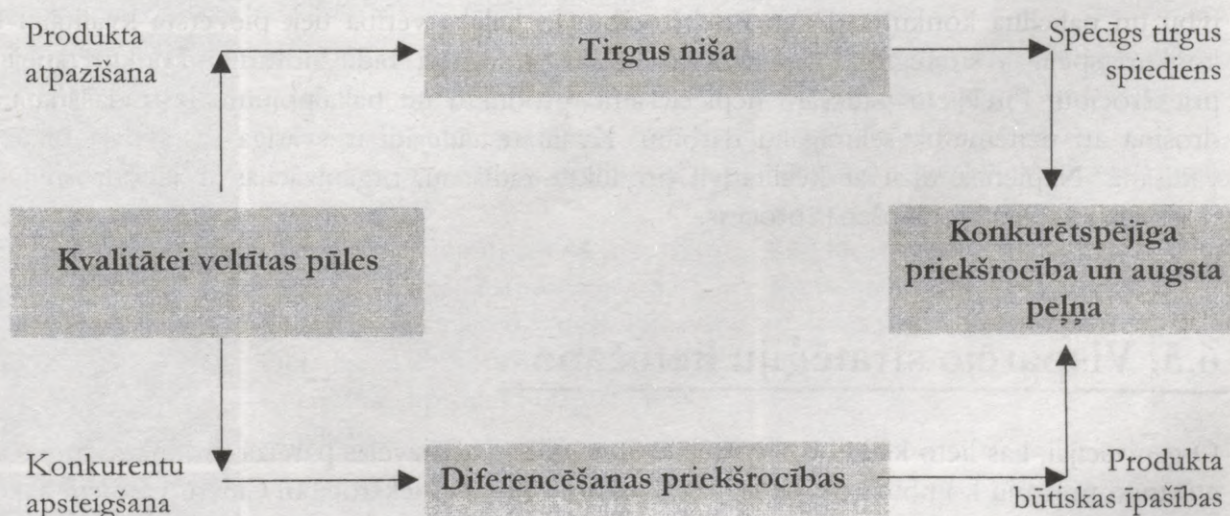 Produkta
atpazīšana
Tirgus niša
Spēcīgs tirgus
spiediens
Kvalitātei veltītas pūles
Konkurētspējīga
priekšrocība un augsta
peļņa
Konkurentu
apsteigšana
Diferencēšanas priekšrocības
Produkta
būtiskas īpašības